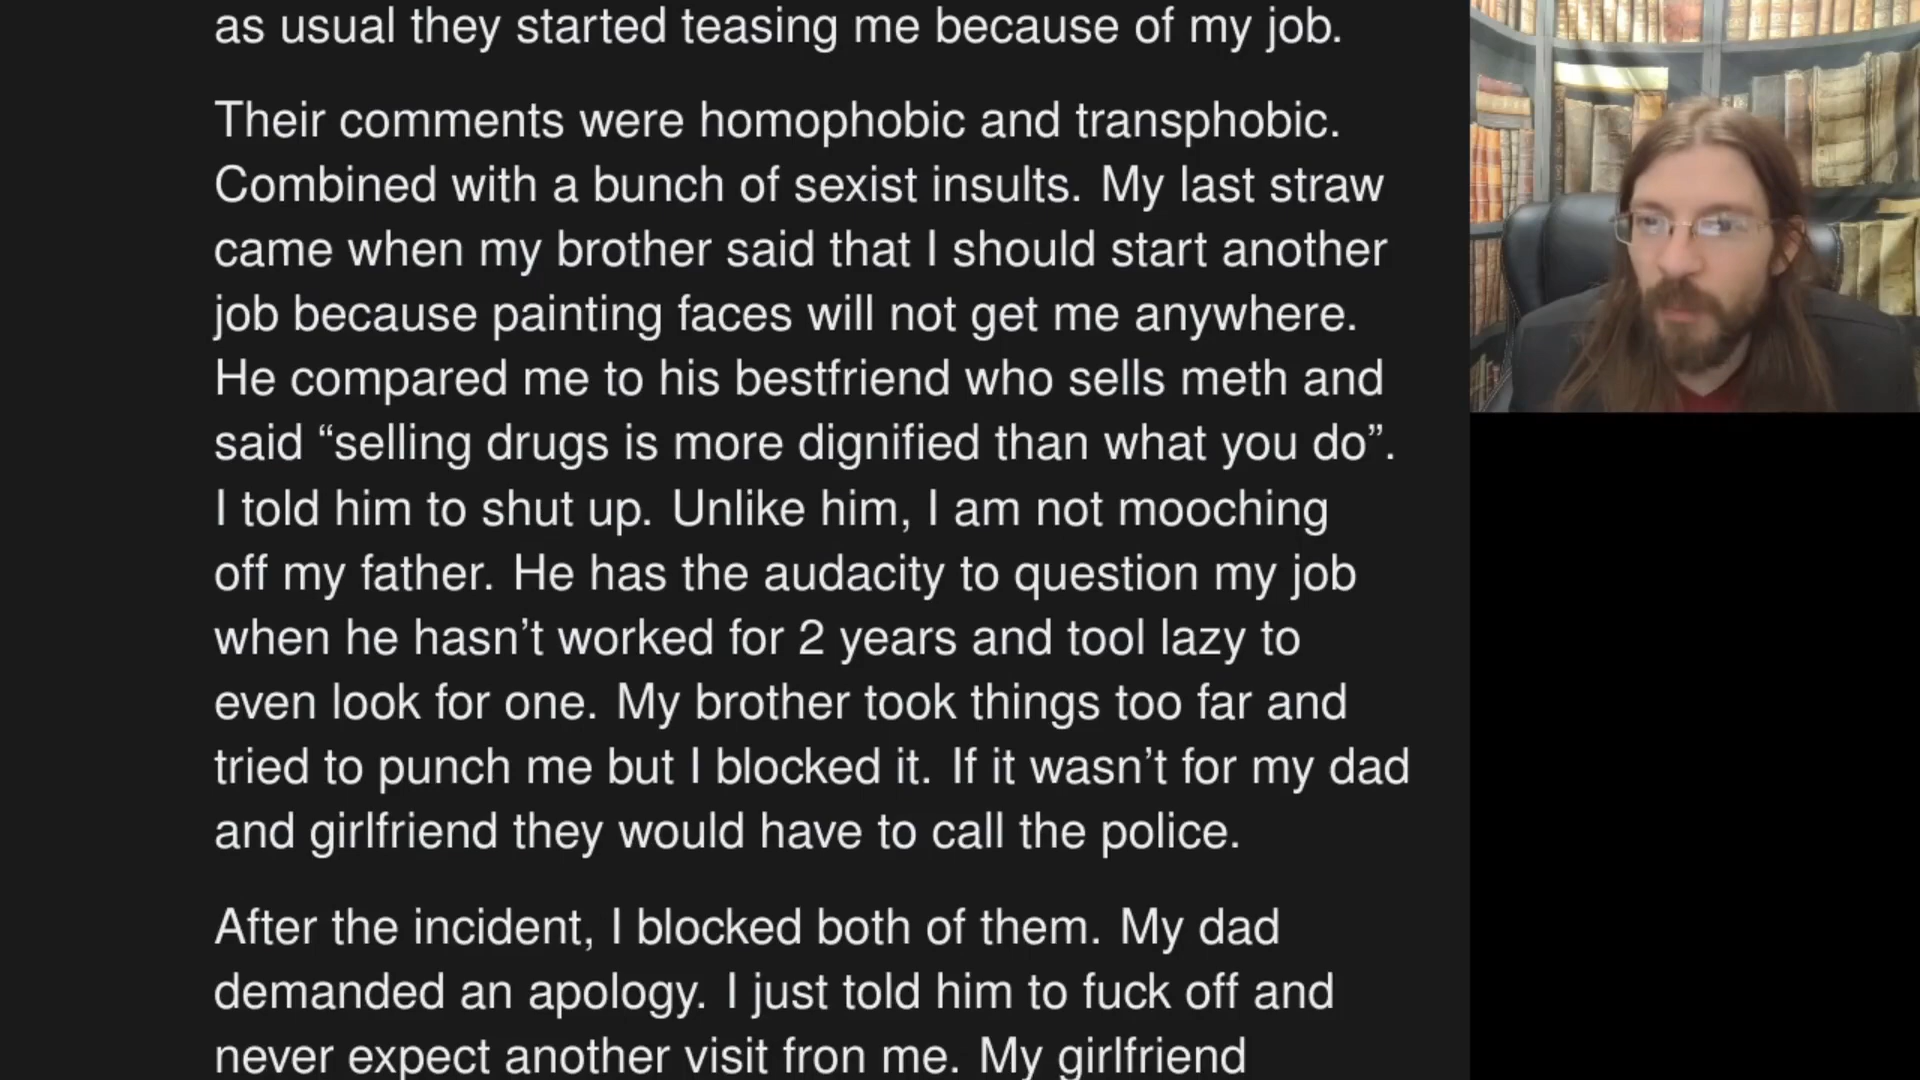 as usual they started teasing me because of my job.
Their comments were homophobic and transphobic.
Combined with a bunch of sexist insults. My last straw
came when my brother said that I should start another
job because painting faces will not get me anywhere.
He compared me to his bestfriend who sells meth and
said “selling drugs is more dignified than what you do”.
I told him to shut up. Unlike him, I am not mooching
off my father. He has the audacity to question my job
when he hasn’t worked for 2 years and tool lazy to
even look for one. My brother took things too far and
tried to punch me but I blocked it. If it wasn’t for my dad
and girlfriend they would have to call the police.
After the incident, I blocked both of them. My dad
demanded an apology. I just told him to fuck off and
never expect another visit fron me. My girlfriend